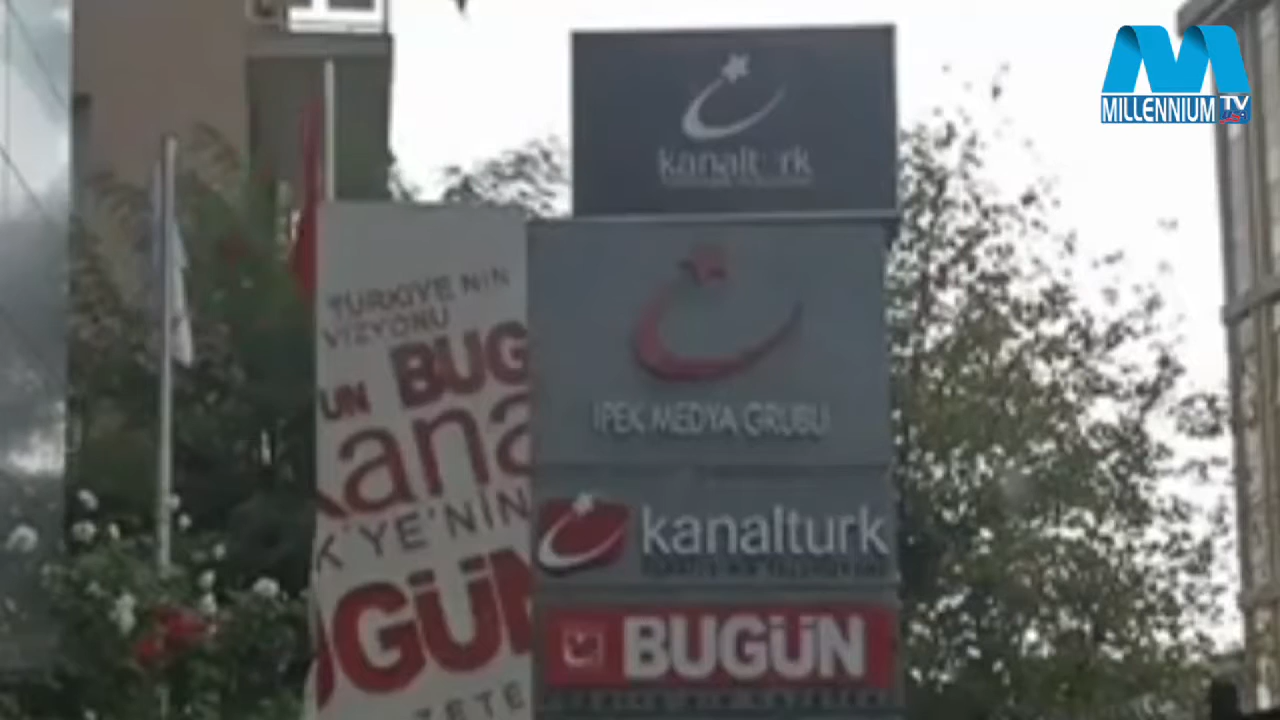 MILLENNIUM TV
kanalturk
TÜRKİYE'NİN
VİZYONU
BUG
UN
kana
K'YE'NİN
UGÜN
ZETE
İPEK MEDYA GRUBU
kanalturk
BUGÜN